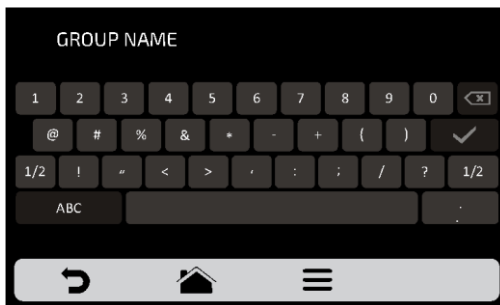 GROUP NAME
1 2 3 4 5 6 7 8 9 0
@ # % & * - + ( )
1/2 ! " < > ' : ; / ? 1/2
ABC .